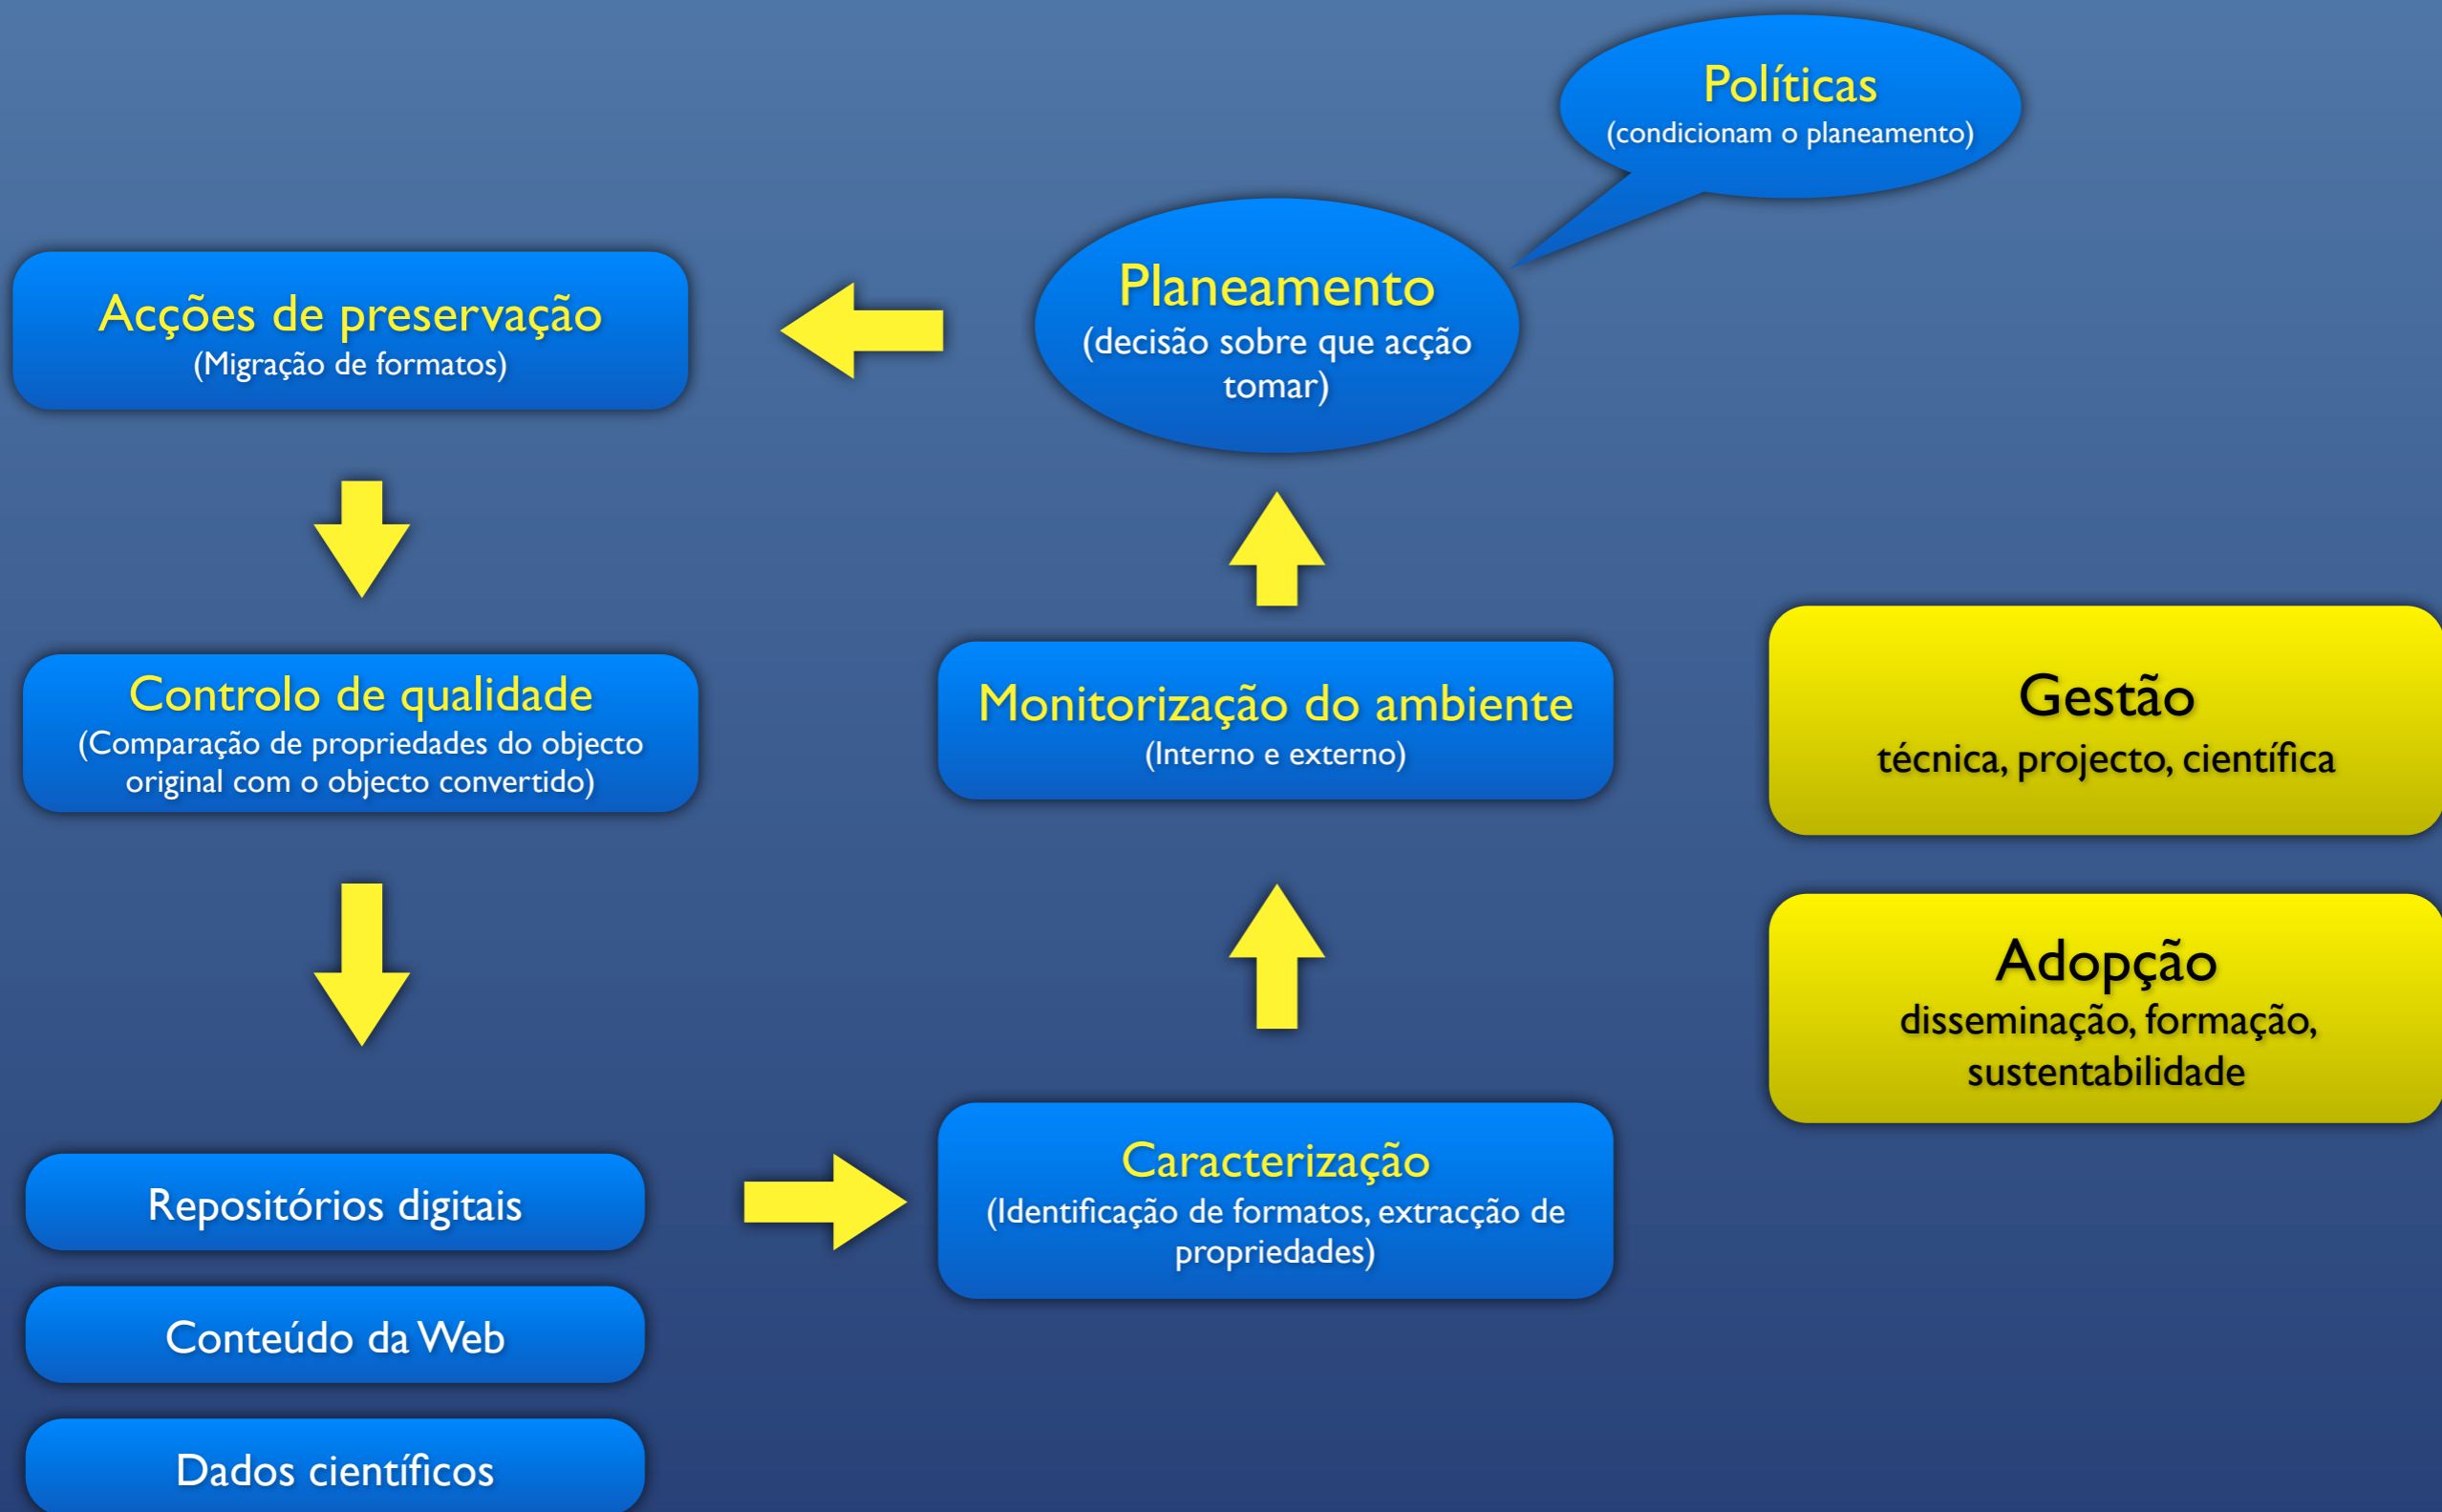 Políticas
(condicionam o planeamento)
Planeamento
(decisão sobre que acção
tomar)
Acções de preservação
(Migração de formatos)
Controlo de qualidade
(Comparação de propriedades do objecto
original com o objecto convertido)
Monitorização do ambiente
(Interno e externo)
Gestão
técnica, projecto, científica
Adopção
disseminação, formação,
sustentabilidade
Repositórios digitais
Conteúdo da Web
Dados científicos
Caracterização
(Identificação de formatos, extracção de
propriedades)